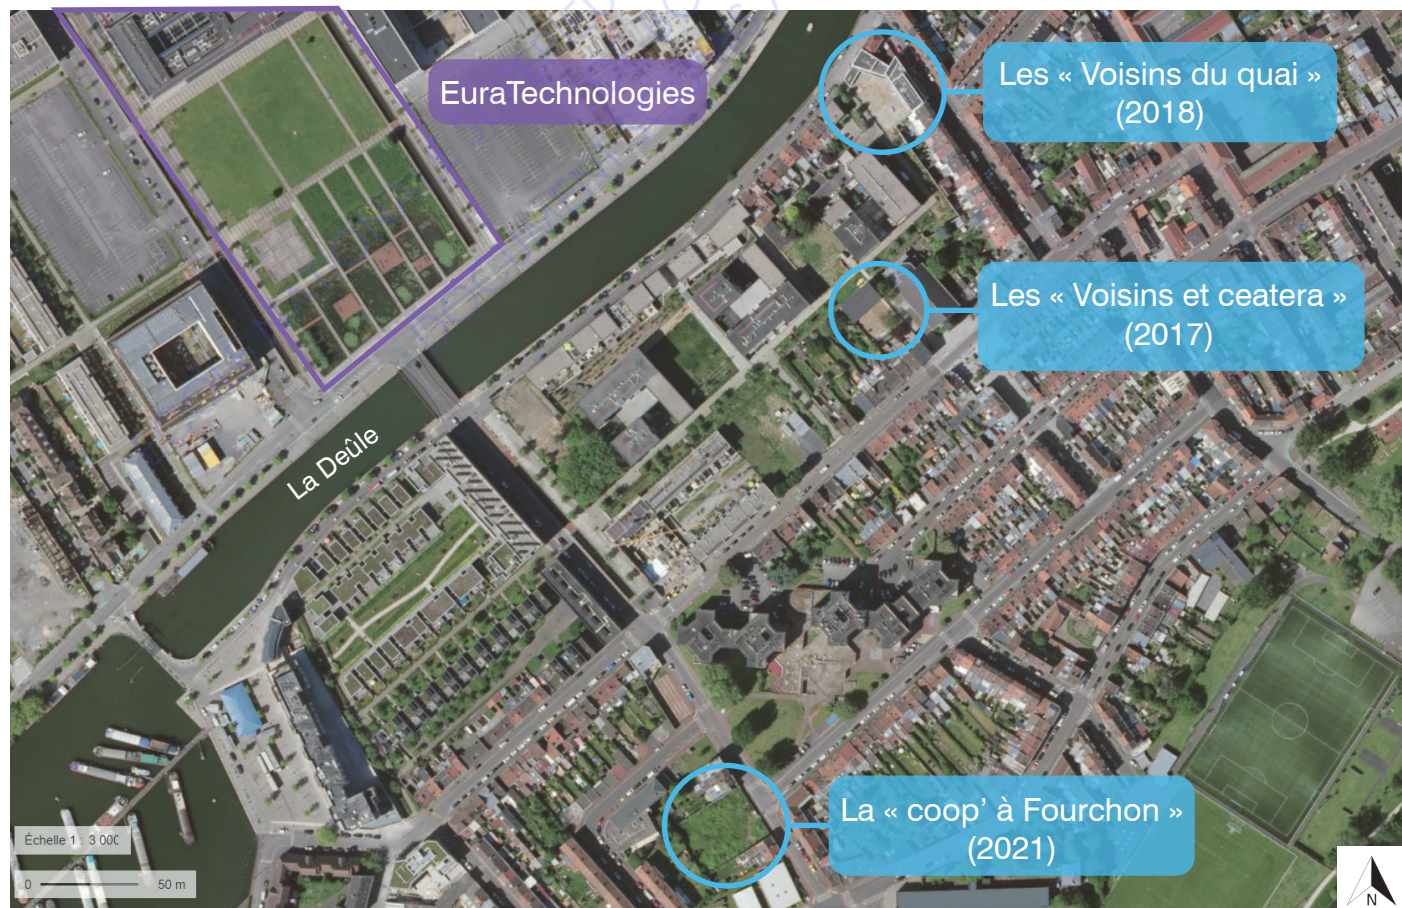 EuraTechnologies
Les « Voisins du quai »
(2018)
Les « Voisins et ceatera »
(2017)
La Deûle
La « coop’ à Fourchon »
(2021)
Échelle 1 : 3 000
0 50 m
N